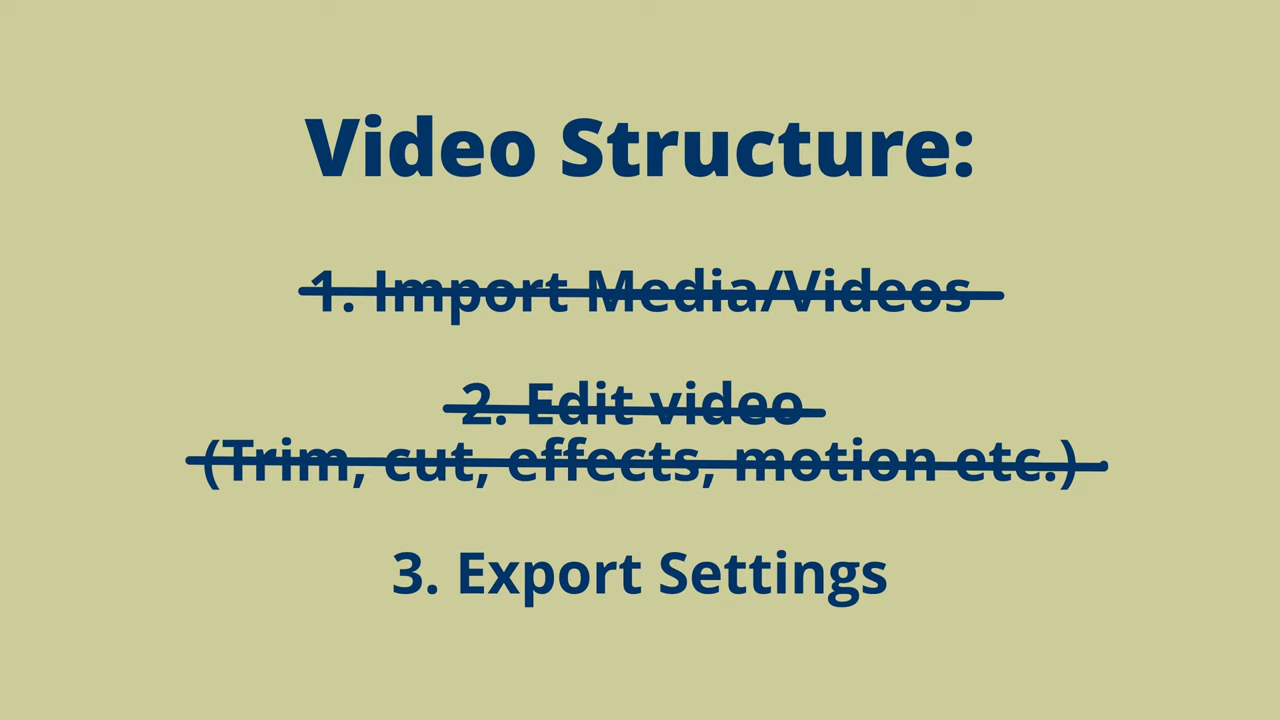 Video Structure:
1. Import Media/Videos
2. Edit video
(Trim, cut, effects, motion etc.)
3. Export Settings